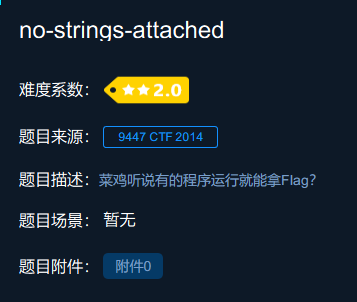 no-strings-attached
难度系数： 2.0
题目来源： 9447 CTF 2014
题目描述：菜鸡听说有的程序运行就能拿Flag？
题目场景： 暂无
题目附件： 附件0